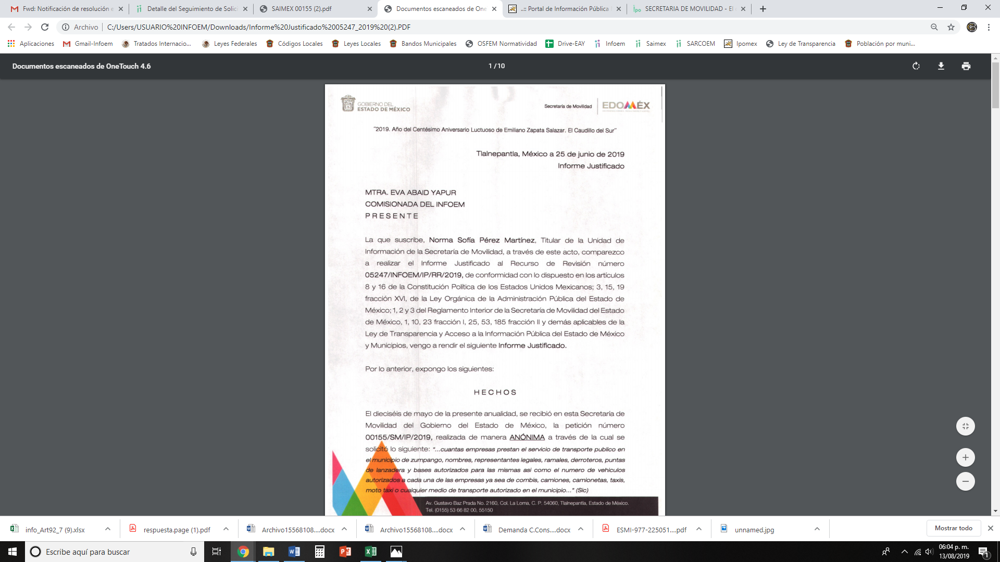 Fwd: Notificación de resolución e
Detalle del Seguimiento de Solici
SAIMEX 00155 (2).pdf
Documentos escaneados de One
..:: Portal de Información Pública
ipo SECRETARIA DE MOVILIDAD - El
Archivo C:/Users/USUARIO%20INFOEM/Downloads/Informe%20Justificado%2005247_2019%20(2).PDF
Aplicaciones Gmail-Infoem Tratados Internacio... Leyes Federales Códigos Locales Leyes Locales Bandos Municipales OSFEM Normatividad Drive-EAY Infoem Saimex SARCOEM Ipomex Ley de Transparencia Población por muni...
Documentos escaneados de OneTouch 4.6
1 / 10
GOBIERNO DEL
ESTADO DE MÉXICO
Secretaría de Movilidad
EDOMÉX
"2019. Año del Centésimo Aniversario Luctuoso de Emiliano Zapata Salazar. El Caudillo del Sur"
Tlalnepantla, México a 25 de junio de 2019
Informe Justificado
MTRA. EVA ABAID YAPUR
COMISIONADA DEL INFOEM
P R E S E N T E
La que suscribe, Norma Sofía Pérez Martínez, Titular de la Unidad de
Información de la Secretaría de Movilidad, a través de este acto, comparezco
a realizar el Informe Justificado al Recurso de Revisión número
05247/INFOEM/IP/RR/2019, de conformidad con lo dispuesto en los artículos
8 y 16 de la Constitución Política de los Estados Unidos Mexicanos; 3, 15, 19
fracción XVI, de la Ley Orgánica de la Administración Pública del Estado de
México; 1, 2 y 3 del Reglamento Interior de la Secretaría de Movilidad del Estado
de México, 1, 10, 23 fracción I, 25, 53, 185 fracción II y demás aplicables de la
Ley de Transparencia y Acceso a la Información Pública del Estado de México
y Municipios, vengo a rendir el siguiente Informe Justificado.
Por lo anterior, expongo los siguientes:
H E C H O S
El dieciséis de mayo de la presente anualidad, se recibió en esta Secretaría de
Movilidad del Gobierno del Estado de México, la petición número
00155/SM/IP/2019, realizada de manera ANÓNIMA a través de la cual se
solicitó lo siguiente: "...cuantas empresas prestan el servicio de transporte publico en
el municipio de zumpango, nombres, representantes legales, ramales, derroteros, puntas
de lanzadera y bases autorizados para las mismas asi como el numero de vehiculos
autorizados a cada una de las empresas ya sea de combis, camiones, camionetas, taxis,
moto taxi o cualquier medio de transporte autorizado en el municipio..." (Sic)
Av. Gustavo Baz Prada No. 2160, Col. La Loma, C. P. 54060, Tlalnepantla, Estado de México.
Tel. (0155) 53 66 82 00, 55150
info_Art92_7 (9).xlsx
respuesta.page (1).pdf
Archivo15568108....docx
Archivo15568108....docx
Demanda C.Cons....docx
ESMI-977-225051....pdf
unnamed.jpg
Mostrar todo
Escribe aquí para buscar
06:04 p. m.
13/08/2019
1